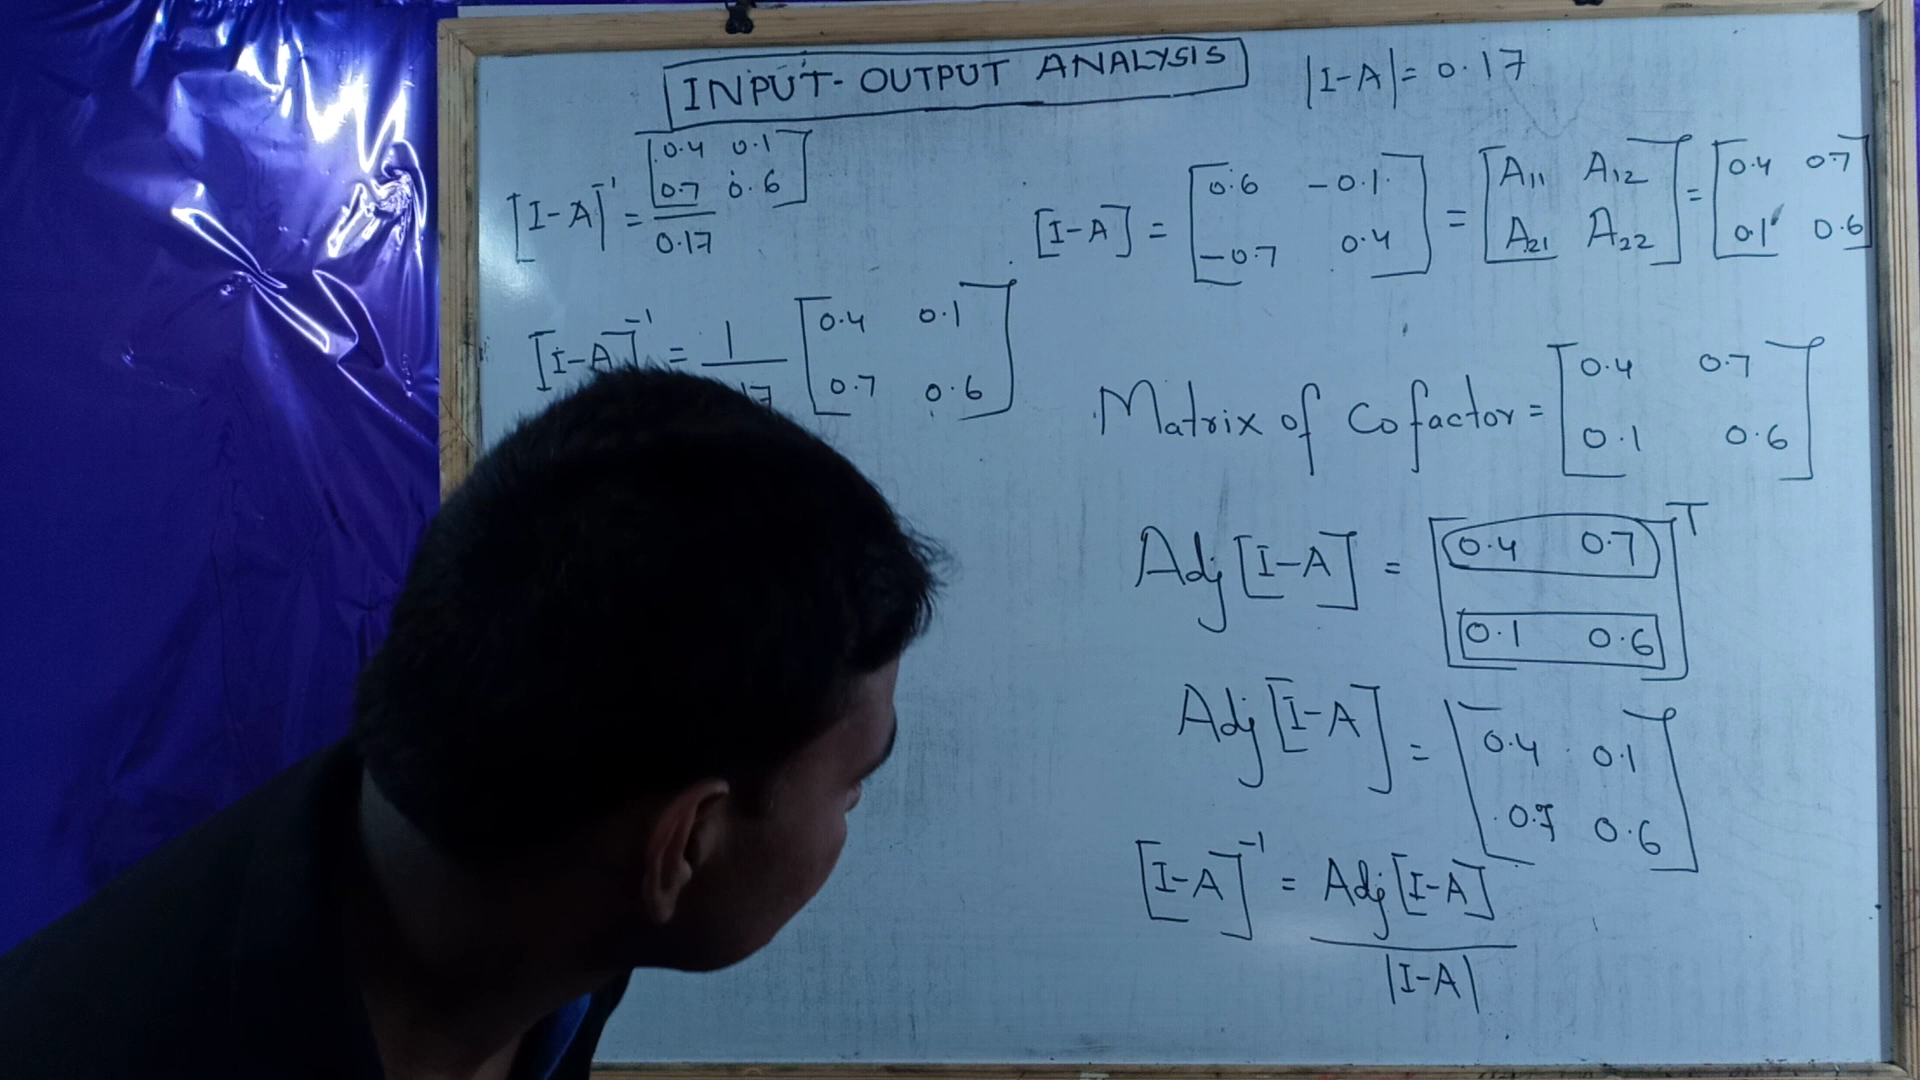 INPUT-OUTPUT ANALYSIS
|I-A| = 0.17
[I-A]⁻¹ = [0.4 0.1
0.7 0.6]
0.17
[I-A]⁻¹ = 1 [0.4 0.1
0.7 0.6]
[I-A] = [0.6 -0.1
-0.7 0.4] = [A₁₁ A₁₂
A₂₁ A₂₂] = [0.4 0.7
0.1 0.6]
Matrix of Cofactor = [0.4 0.7
0.1 0.6]
Adj [I-A] = [0.4 0.7
0.1 0.6]ᵀ
Adj [I-A] = [0.4 0.1
0.7 0.6]
[I-A]⁻¹ = Adj [I-A]
|I-A|